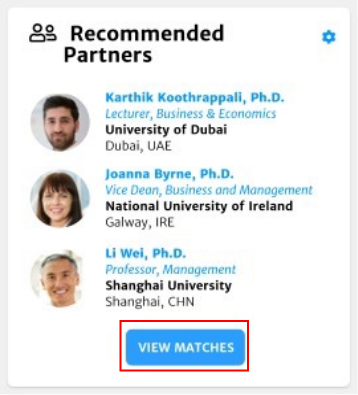 Recommended
Partners
Karthik Koothrappali, Ph.D.
Lecturer, Business & Economics
University of Dubai
Dubai, UAE
Joanna Byrne, Ph.D.
Vice Dean, Business and Management
National University of Ireland
Galway, IRE
Li Wei, Ph.D.
Professor, Management
Shanghai University
Shanghai, CHN
VIEW MATCHES